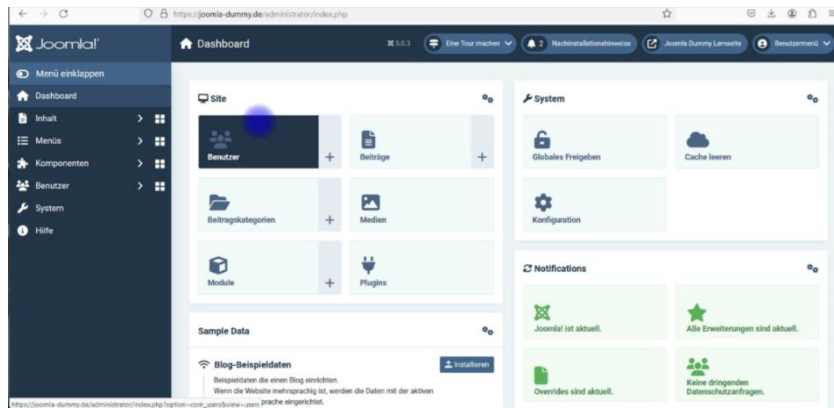 https://joomla-dummy.de/administrator/index.php
Joomla!
Dashboard
5.0.3
Eine Tour machen
2 Nachinstallationshinweise
Joomla Dummy Lernseite
Benutzermenü
Menü einklappen
Dashboard
Inhalt
Menüs
Komponenten
Benutzer
System
Hilfe
Site
Benutzer
+
Beiträge
+
Beitragskategorien
+
Medien
Module
+
Plugins
Sample Data
Blog-Beispieldaten
Installieren
Beispieldaten die einen Blog einrichten.
Wenn die Website mehrsprachig ist, werden die Daten mit der aktiven
prache eingerichtet.
System
Globales Freigeben
Cache leeren
Konfiguration
Notifications
Joomla! ist aktuell.
Alle Erweiterungen sind aktuell.
Overrides sind aktuell.
Keine dringenden
Datenschutzanfragen.
https://joomla-dummy.de/administrator/index.php?option=com_users&view=users